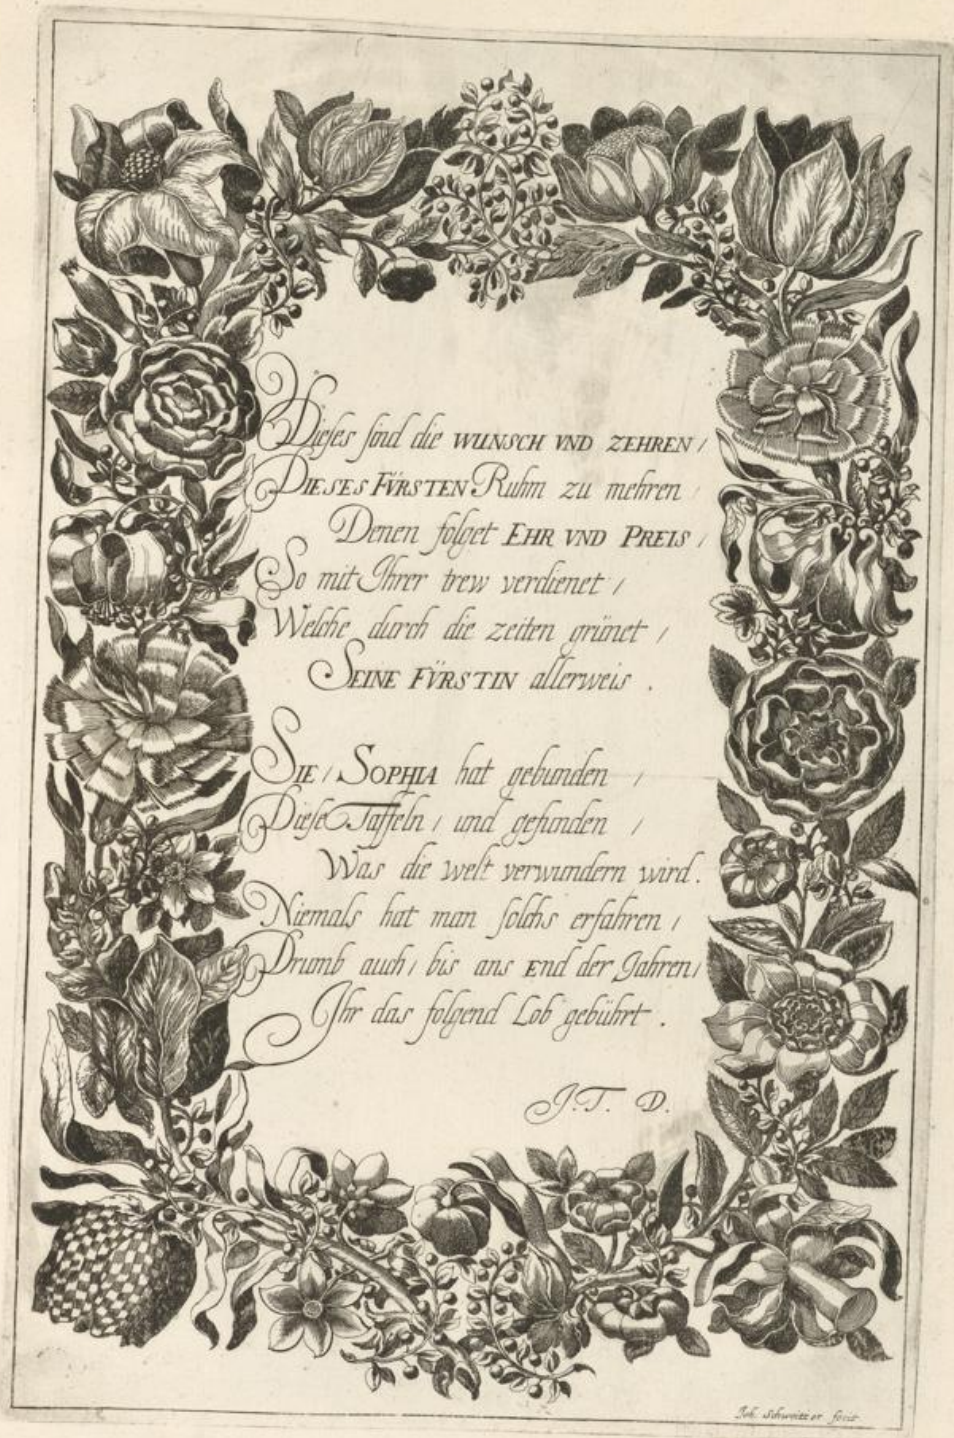 Dieses sind die WUNSCH VND ZEHREN /
DIESES FÜRSTEN Ruhm zu mehren /
Denen folget EHR VND PREIS /
So mit Ihrer trew verdienet /
Welche durch die zeiten grünet /
SEINE FÜRSTIN allerweis .
SIE / SOPHIA hat gebunden /
Diese Taffeln / und gefunden /
Was die welt verwundern wird.
Niemals hat man solchs erfahren /
Drumb auch / bis ans End der Jahren /
Ihr das folgend Lob gebührt .
J. T. D.
Joh. Schweitzer fecit